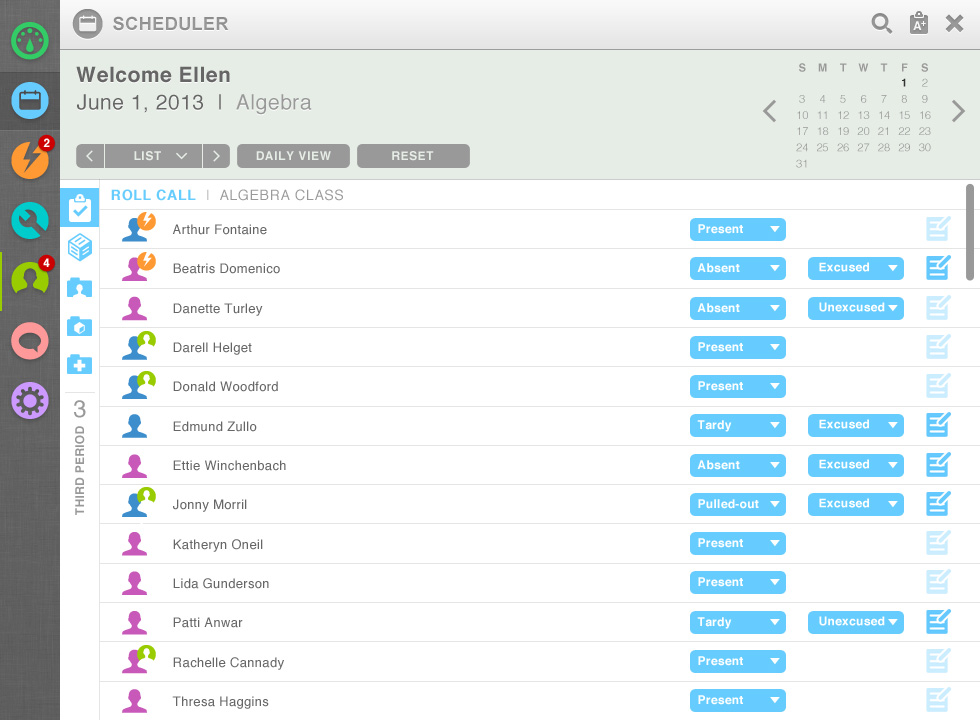 SCHEDULER
A+
Welcome Ellen
June 1, 2013 | Algebra
S M T W T F S
1 2
3 4 5 6 7 8 9
10 11 12 13 14 15 16
17 18 19 20 21 22 23
24 25 26 27 28 29 30
31
LIST DAILY VIEW RESET
2
4
3
THIRD PERIOD
ROLL CALL | ALGEBRA CLASS
Arthur Fontaine Present
Beatris Domenico Absent Excused
Danette Turley Absent Unexcused
Darell Helget Present
Donald Woodford Present
Edmund Zullo Tardy Excused
Ettie Winchenbach Absent Excused
Jonny Morril Pulled-out Excused
Katheryn Oneil Present
Lida Gunderson Present
Patti Anwar Tardy Unexcused
Rachelle Cannady Present
Thresa Haggins Present